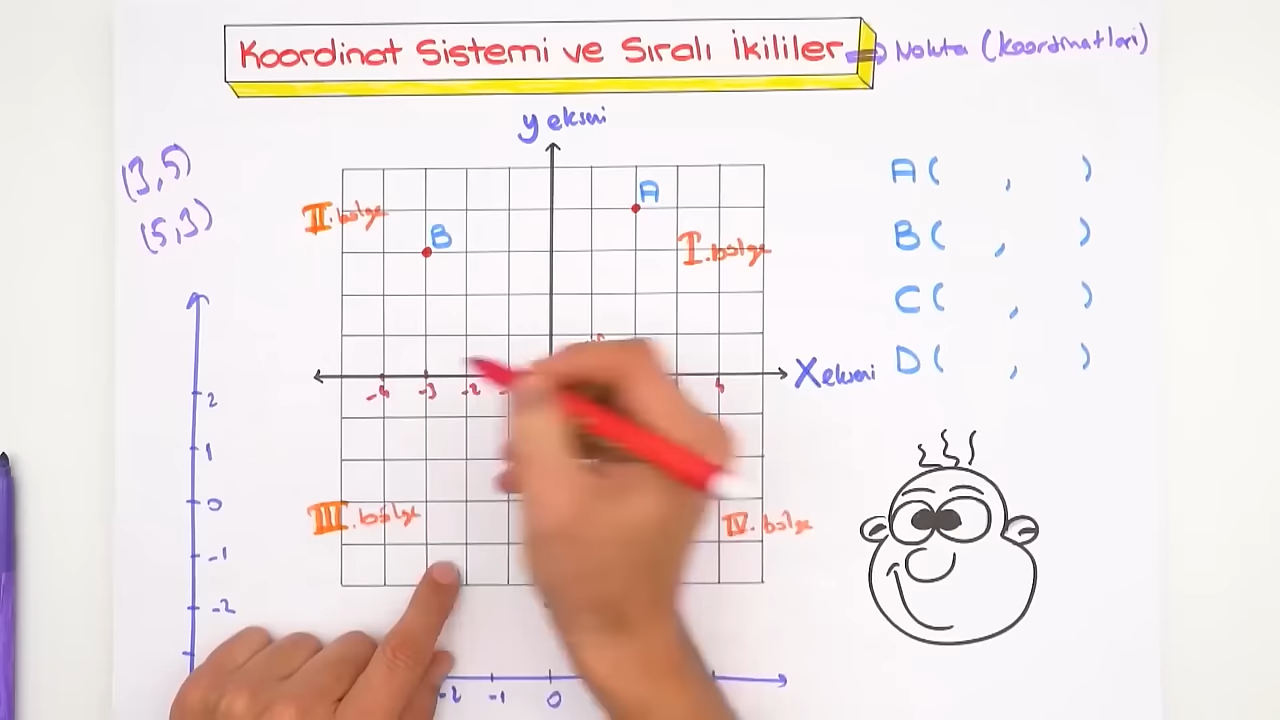 Koordinat Sistemi ve Sıralı İkililer
Nokta (koordinatları)
y ekseni
(3,5)
(5,3)
A
B
II.bölge
I.bölge
A( , )
B( , )
C( , )
D( , )
X ekseni
-4 -3 -2 4
III.bölge
IV.bölge
2
1
0
-1
-2
-2 -1 0